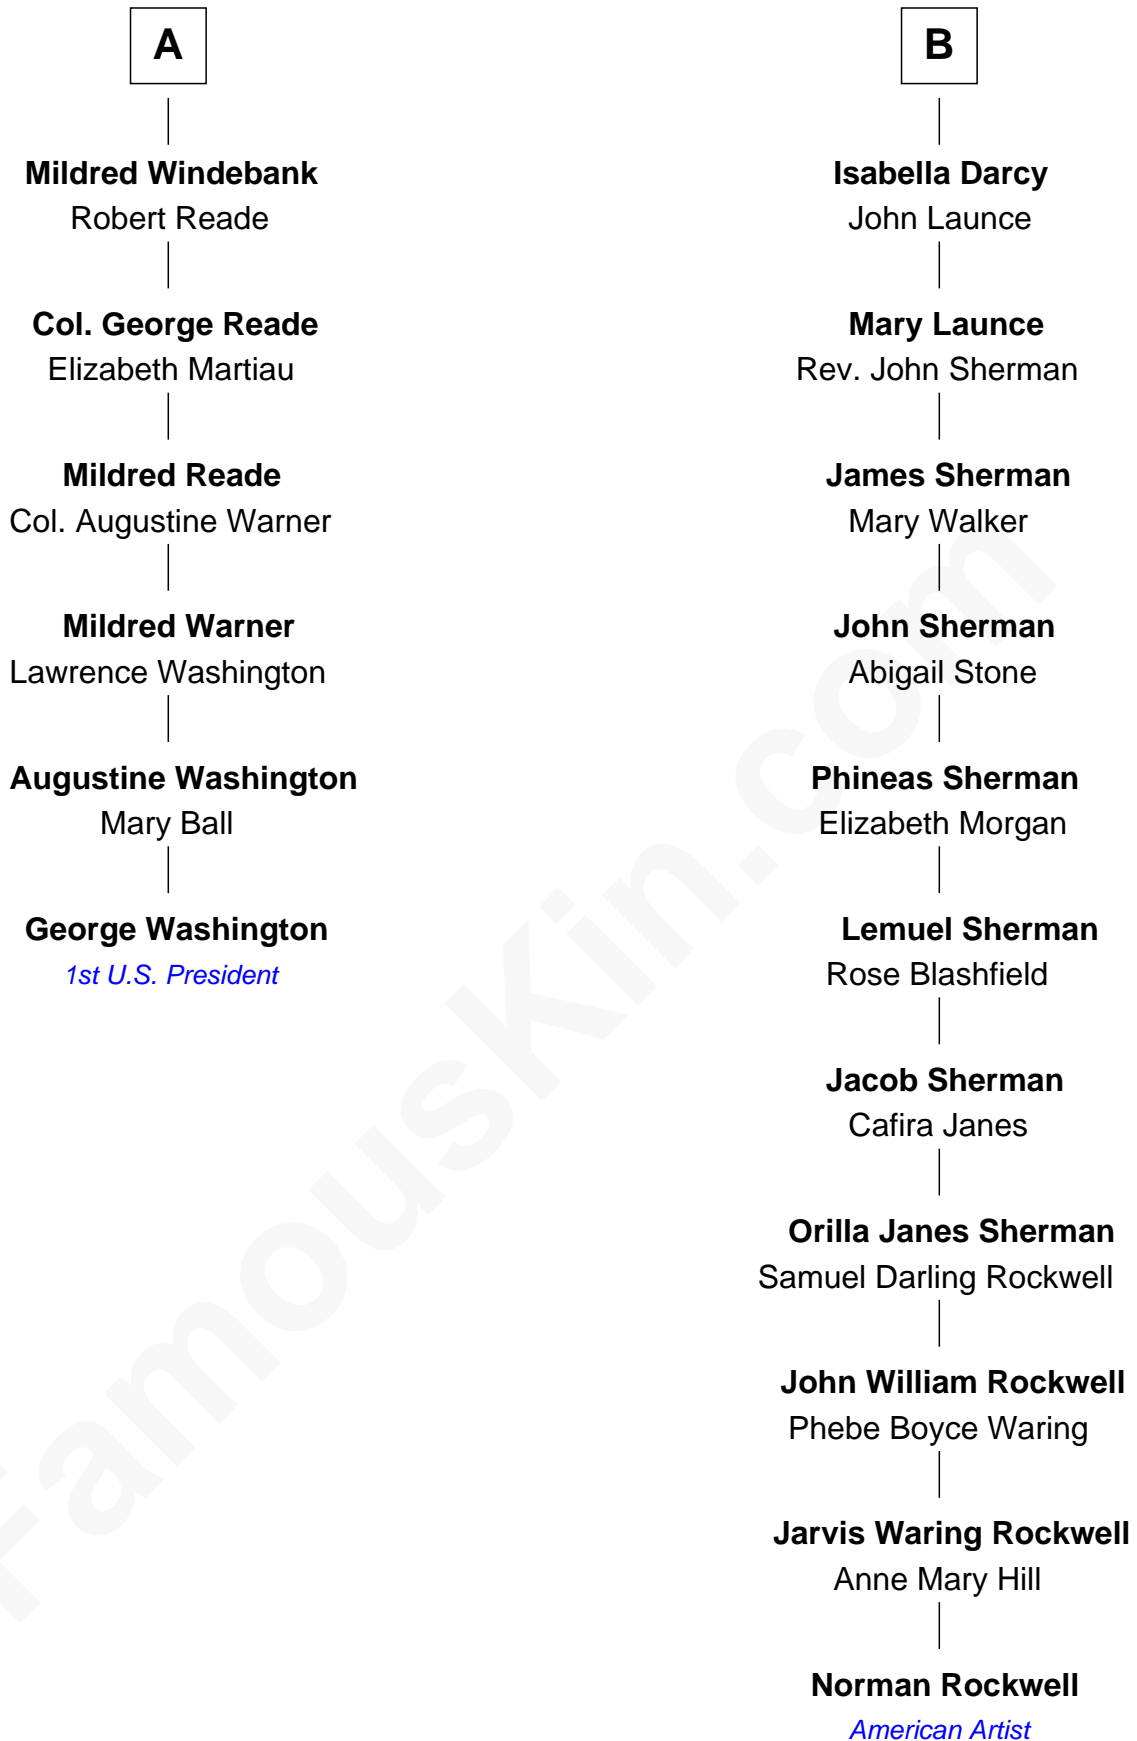 A
Mildred Windebank
Robert Reade
Col. George Reade
Elizabeth Martiau
Mildred Reade
Col. Augustine Warner
Mildred Warner
Lawrence Washington
Augustine Washington
Mary Ball
George Washington
1st U.S. President
B
Isabella Darcy
John Launce
Mary Launce
Rev. John Sherman
James Sherman
Mary Walker
John Sherman
Abigail Stone
Phineas Sherman
Elizabeth Morgan
Lemuel Sherman
Rose Blashfield
Jacob Sherman
Cafira Janes
Orilla Janes Sherman
Samuel Darling Rockwell
John William Rockwell
Phebe Boyce Waring
Jarvis Waring Rockwell
Anne Mary Hill
Norman Rockwell
American Artist
FamousKin.com